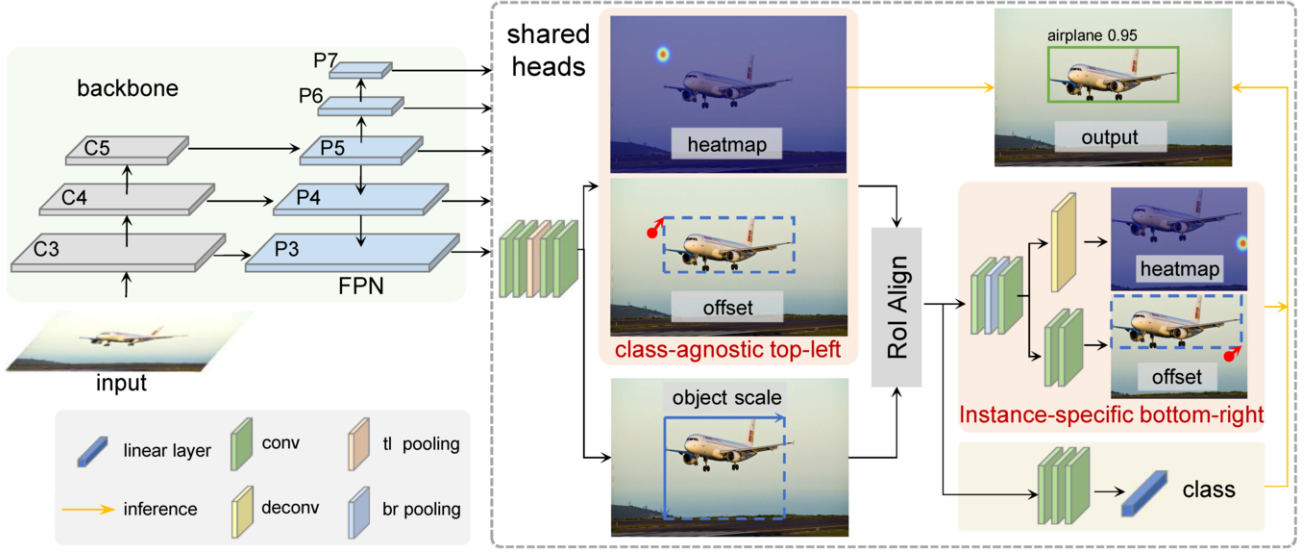 backbone
P7
P6
C5
P5
C4
P4
C3
P3
FPN
input
shared
heads
heatmap
offset
class-agnostic top-left
object scale
RoI Align
airplane 0.95
output
heatmap
offset
Instance-specific bottom-right
class
linear layer
conv
tl pooling
inference
deconv
br pooling